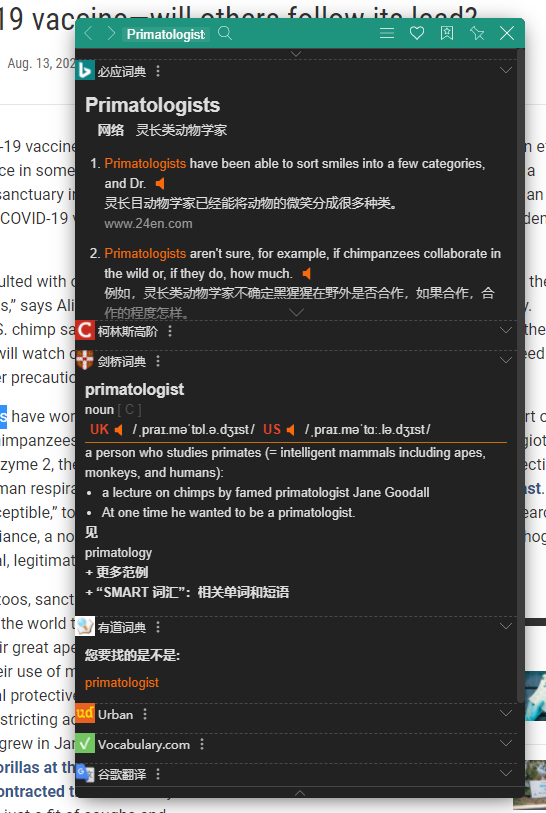 19 vaccine—will others follow its lead?
Primatologist
Aug. 13, 202
必应词典
Primatologists
网络 灵长类动物学家
1. Primatologists have been able to sort smiles into a few categories,
and Dr.
灵长目动物学家已经能将动物的微笑分成很多种类。
www.24en.com
2. Primatologists aren't sure, for example, if chimpanzees collaborate in
the wild or, if they do, how much.
例如，灵长类动物学家不确定黑猩猩在野外是否合作，如果合作，合
作的程度怎样。
柯林斯高阶
剑桥词典
primatologist
noun [ C ]
UK /ˌpraɪ.məˈtɒl.ə.dʒɪst/ US /ˌpraɪ.məˈtɑː.lə.dʒɪst/
a person who studies primates (= intelligent mammals including apes,
monkeys, and humans):
• a lecture on chimps by famed primatologist Jane Goodall
• At one time he wanted to be a primatologist.
见
primatology
+ 更多范例
+ “SMART 词汇”：相关单词和短语
有道词典
您要找的是不是:
primatologist
ud Urban
Vocabulary.com
谷歌翻译
-19 vaccine
ce in some
sanctuary in
COVID-19 v
ulted with c
s,” says Ali
S. chimp sa
will watch c
er precautio
s have wor
himpanzees
zyme 2, the
man respira
ceptible,” to
iance, a no
al, legitimat
zoos, sanct
the world t
ir great ape
eir use of m
al protective
stricting ac
grew in Jan
orillas at th
ontracted t